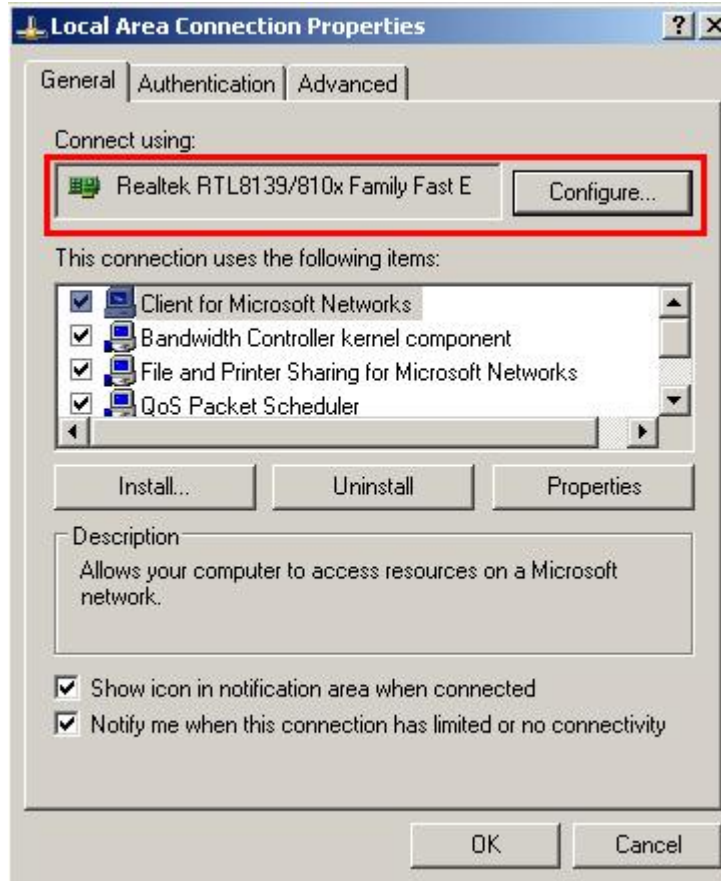 Local Area Connection Properties
General Authentication Advanced
Connect using:
Realtek RTL8139/810x Family Fast E Configure...
This connection uses the following items:
Client for Microsoft Networks
Bandwidth Controller kernel component
File and Printer Sharing for Microsoft Networks
QoS Packet Scheduler
Install... Uninstall Properties
Description
Allows your computer to access resources on a Microsoft
network.
Show icon in notification area when connected
Notify me when this connection has limited or no connectivity
OK Cancel